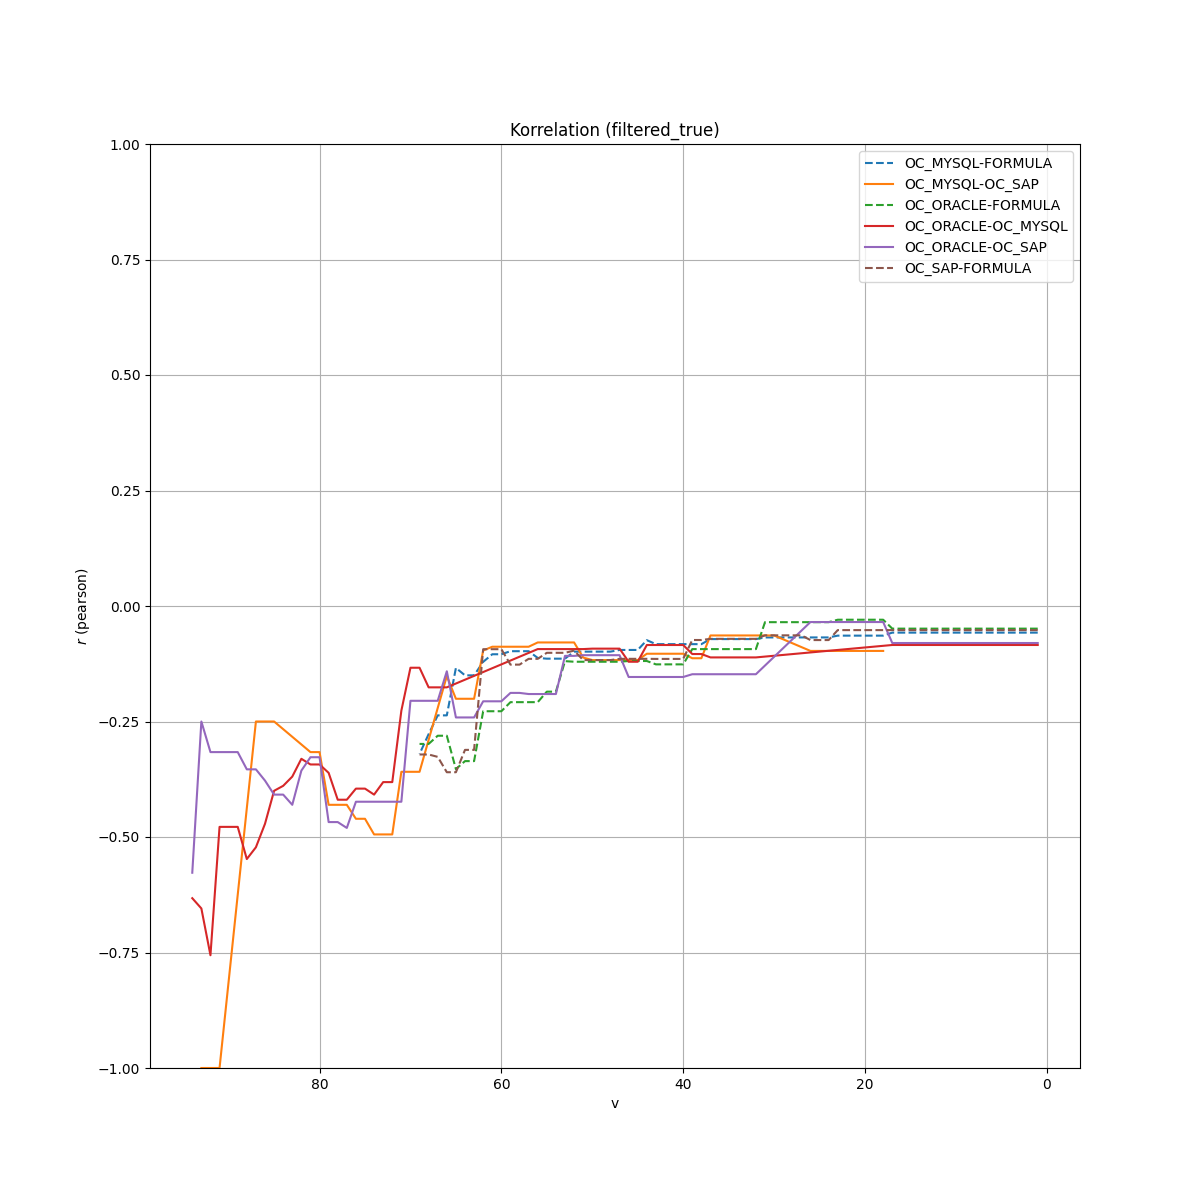 Korrelation (filtered_true)
1.00
0.75
0.50
0.25
0.00
−0.25
−0.50
−0.75
−1.00
r (pearson)
80
60
40
20
0
v
OC_MYSQL-FORMULA
OC_MYSQL-OC_SAP
OC_ORACLE-FORMULA
OC_ORACLE-OC_MYSQL
OC_ORACLE-OC_SAP
OC_SAP-FORMULA